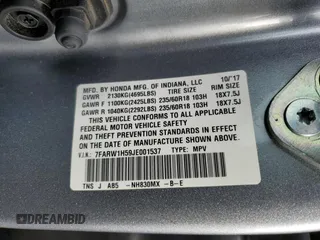 MFD. BY HONDA MFG. OF INDIANA, LLC 10/'17
GVWR 2130KG(4695LBS) TIRE SIZE RIM SIZE
GAWR F 1100KG(2425LBS) 235/60R18 103H 18X7.5J
GAWR R 1040KG(2292LBS) 235/60R18 103H 18X7.5J
THIS VEHICLE CONFORMS TO ALL APPLICABLE
FEDERAL MOTOR VEHICLE SAFETY
AND THEFT PREVENTION STANDARDS IN EFFECT
ON THE DATE OF MANUFACTURE SHOWN ABOVE.
V.I.N.: 7FARW1H59JE001537 TYPE: MPV
TNS J AB5 -NH830MX -B-E
DREAMBID